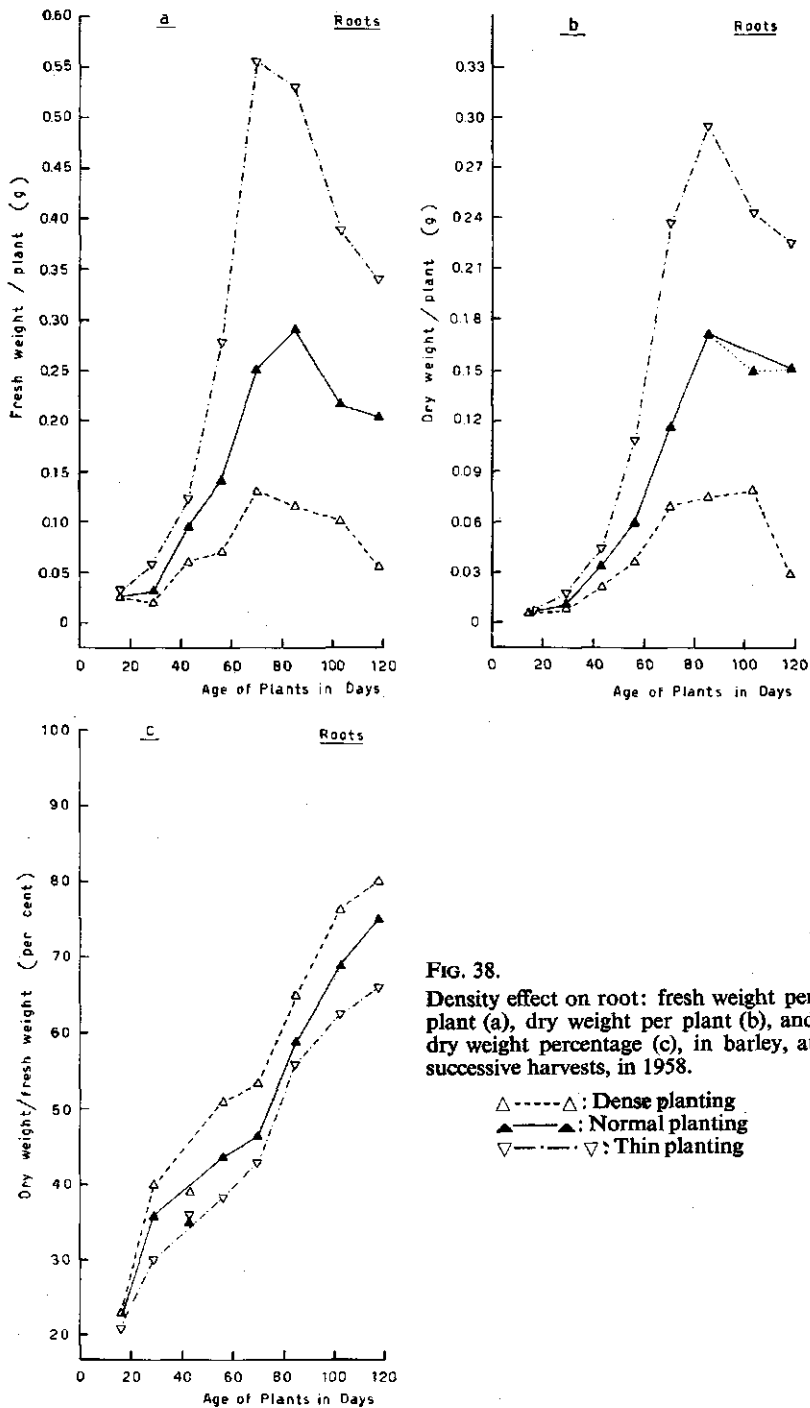 a
Roots
0.60
0.55
0.50
0.45
0.40
0.35
0.30
0.25
0.20
0.15
0.10
0.05
0
Fresh weight / plant (g)
0 20 40 60 80 100 120
Age of Plants in Days
b
Roots
0.33
0.30
0.27
0.24
0.21
0.18
0.15
0.12
0.09
0.06
0.03
0
Dry weight / plant (g)
0 20 40 60 80 100 120
Age of Plants in Days
c
Roots
100
90
80
70
60
50
40
30
20
Dry weight/fresh weight (per cent)
0 20 40 60 80 100 120
Age of Plants in Days
FIG. 38.
Density effect on root: fresh weight per
plant (a), dry weight per plant (b), and
dry weight percentage (c), in barley, at
successive harvests, in 1958.
: Dense planting
: Normal planting
: Thin planting